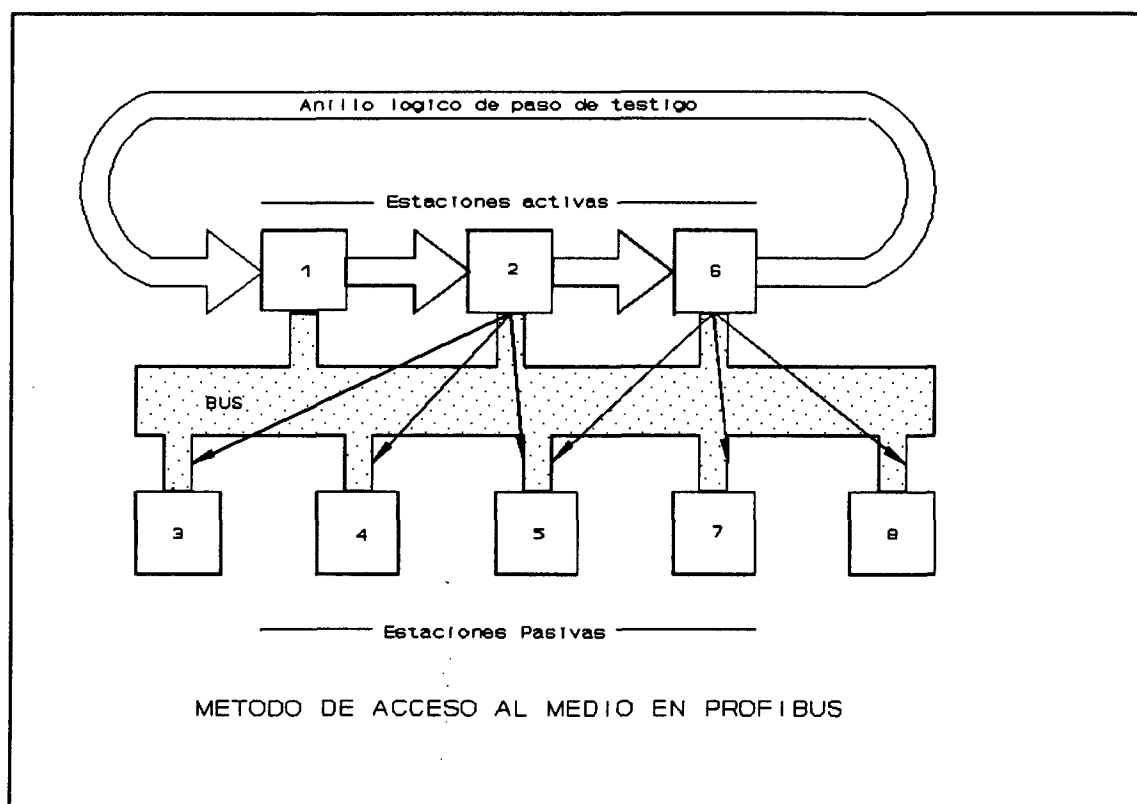 Anillo logico de paso de testigo
Estaciones activas
1 2 6
BUS
3 4 5 7 8
Estaciones Pasivas
METODO DE ACCESO AL MEDIO EN PROFIBUS